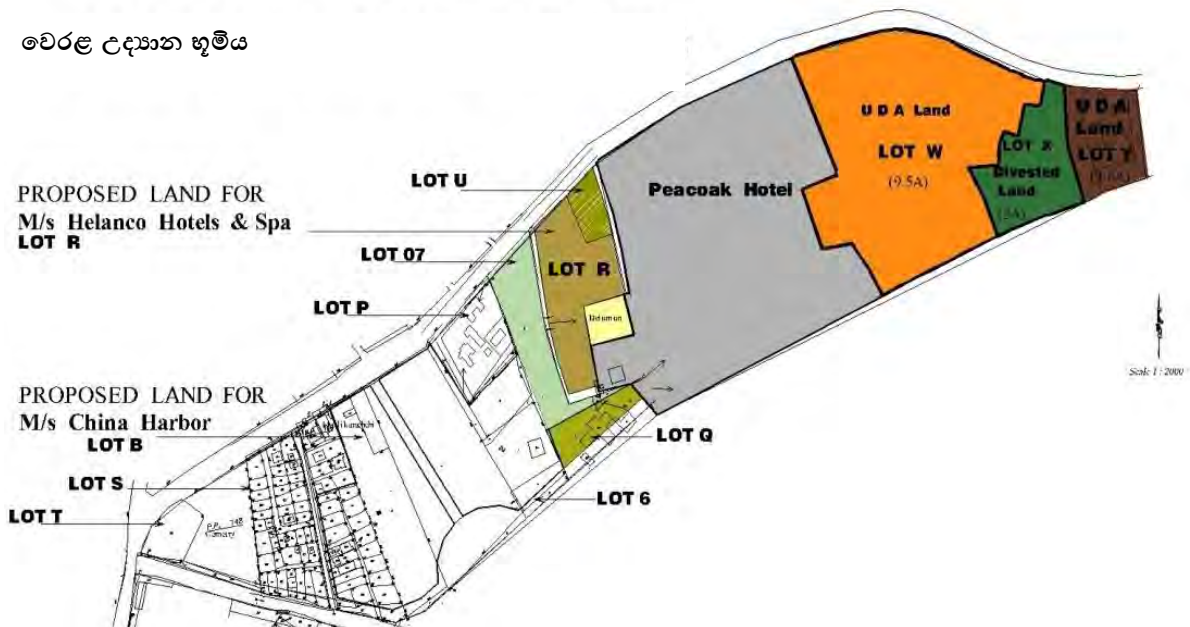 වෙරළ උද්‍යාන භූමිය
PROPOSED LAND FOR
M/s Helanco Hotels & Spa
LOT R
LOT U
LOT 07
LOT P
LOT R
Peacoak Hotel
U D A Land
LOT W
(9.5A)
LOT X
Divested
Land
U D A
Land
LOT Y
Scale 1 : 2000
PROPOSED LAND FOR
M/s China Harbor
LOT B
LOT S
LOT T
LOT Q
LOT 6
P.P. 248